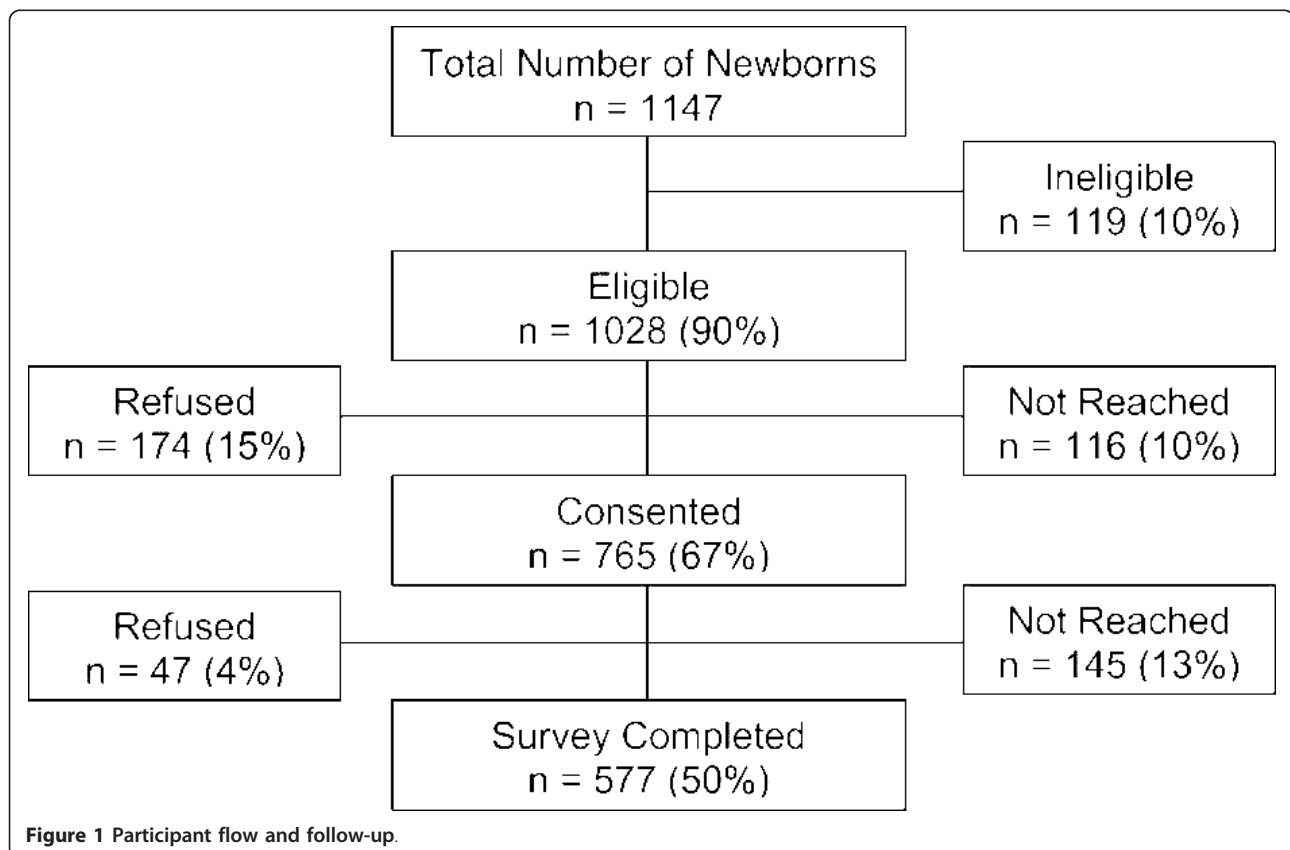 Total Number of Newborns
n = 1147
Ineligible
n = 119 (10%)
Eligible
n = 1028 (90%)
Refused
n = 174 (15%)
Not Reached
n = 116 (10%)
Consented
n = 765 (67%)
Refused
n = 47 (4%)
Not Reached
n = 145 (13%)
Survey Completed
n = 577 (50%)
Figure 1 Participant flow and follow-up.